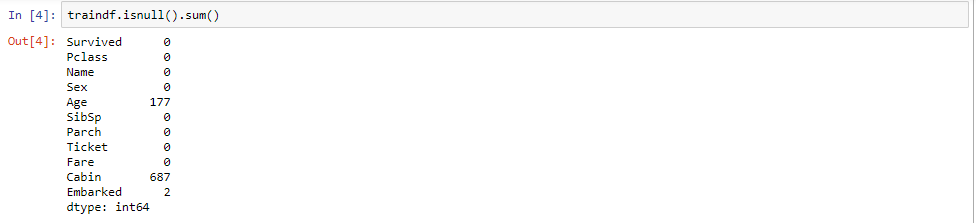 In [4]: traindf.isnull().sum()
Out[4]: Survived      0
Pclass        0
Name          0
Sex           0
Age         177
SibSp         0
Parch         0
Ticket        0
Fare          0
Cabin       687
Embarked      2
dtype: int64